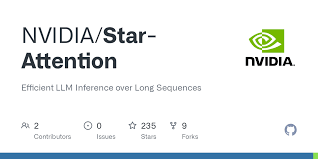 NVIDIA/Star-
Attention
NVIDIA.
Efficient LLM Inference over Long Sequences
2 0 235 9
Contributors Issues Stars Forks